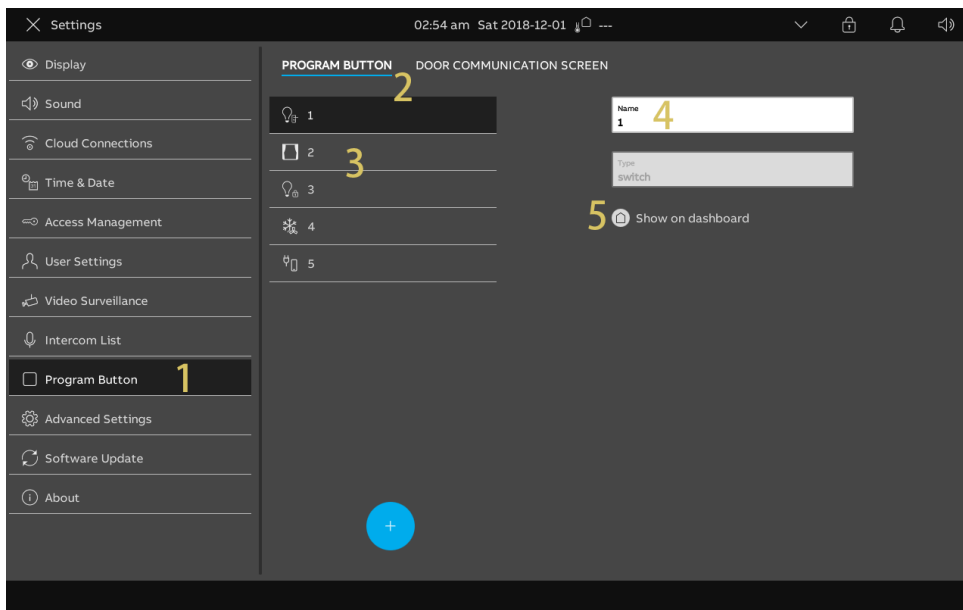 Settings
02:54 am Sat 2018-12-01 ---
Display
Sound
Cloud Connections
Time & Date
Access Management
User Settings
Video Surveillance
Intercom List
Program Button
1
Advanced Settings
Software Update
About
PROGRAM BUTTON
DOOR COMMUNICATION SCREEN
2
1
2
3
3
4
5
+
Name
1
4
Type
switch
5
Show on dashboard